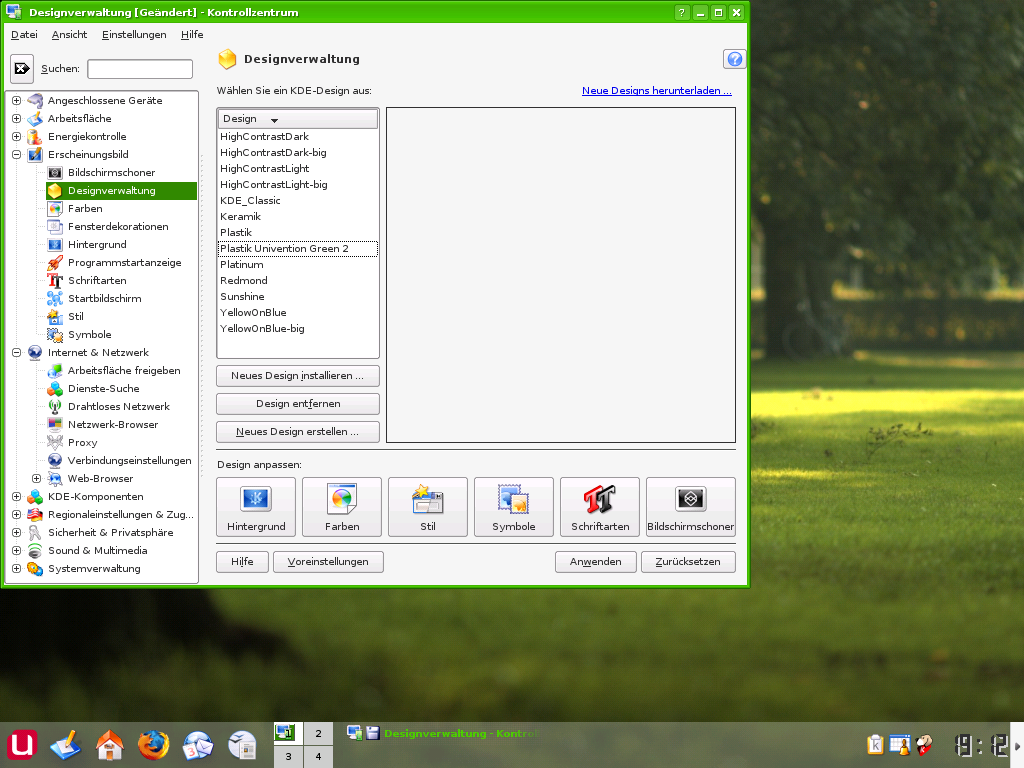 Designverwaltung [Geändert] - Kontrollzentrum
Datei Ansicht Einstellungen Hilfe
Suchen:
Angeschlossene Geräte
Arbeitsfläche
Energiekontrolle
Erscheinungsbild
Bildschirmschoner
Designverwaltung
Farben
Fensterdekorationen
Hintergrund
Programmstartanzeige
Schriftarten
Startbildschirm
Stil
Symbole
Internet & Netzwerk
Arbeitsfläche freigeben
Dienste-Suche
Drahtloses Netzwerk
Netzwerk-Browser
Proxy
Verbindungseinstellungen
Web-Browser
KDE-Komponenten
Regionaleinstellungen & Zug...
Sicherheit & Privatsphäre
Sound & Multimedia
Systemverwaltung
Designverwaltung
Wählen Sie ein KDE-Design aus:
Neue Designs herunterladen ...
Design
HighContrastDark
HighContrastDark-big
HighContrastLight
HighContrastLight-big
KDE_Classic
Keramik
Plastik
Plastik Univention Green 2
Platinum
Redmond
Sunshine
YellowOnBlue
YellowOnBlue-big
Neues Design installieren ...
Design entfernen
Neues Design erstellen ...
Design anpassen:
Hintergrund Farben Stil Symbole Schriftarten Bildschirmschoner
Hilfe Voreinstellungen Anwenden Zurücksetzen
1 2
3 4
Designverwaltung - Kontro
19:12